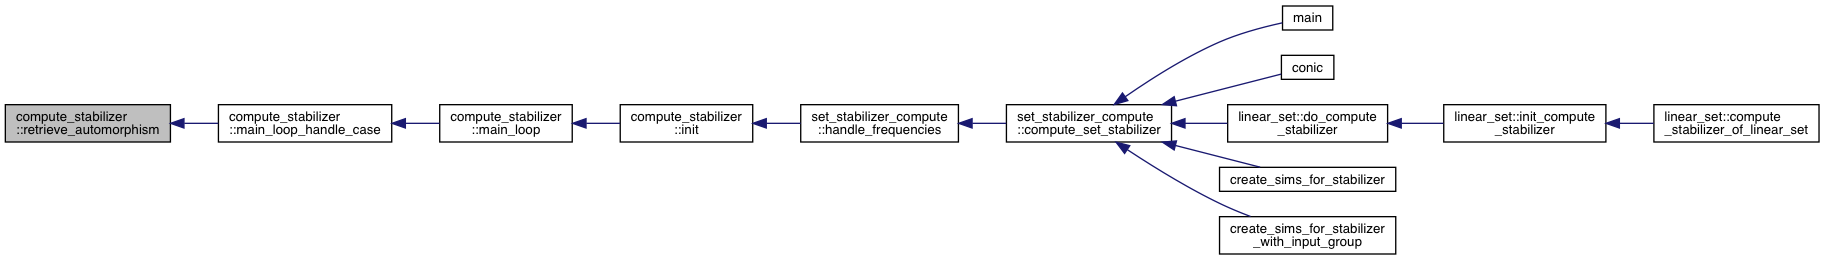 compute_stabilizer
::retrieve_automorphism
compute_stabilizer
::main_loop_handle_case
compute_stabilizer
::main_loop
compute_stabilizer
::init
set_stabilizer_compute
::handle_frequencies
set_stabilizer_compute
::compute_set_stabilizer
main
conic
linear_set::do_compute
_stabilizer
linear_set::init_compute
_stabilizer
linear_set::compute
_stabilizer_of_linear_set
create_sims_for_stabilizer
create_sims_for_stabilizer
_with_input_group